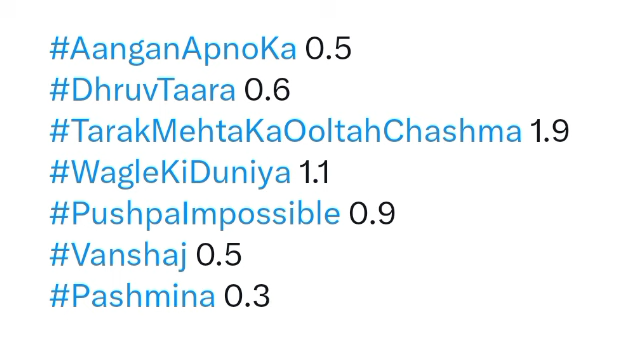 #AanganApnoKa 0.5
#DhruvTaara 0.6
#TarakMehtaKaOoltahChashma 1.9
#WagleKiDuniya 1.1
#PushpaImpossible 0.9
#Vanshaj 0.5
#Pashmina 0.3